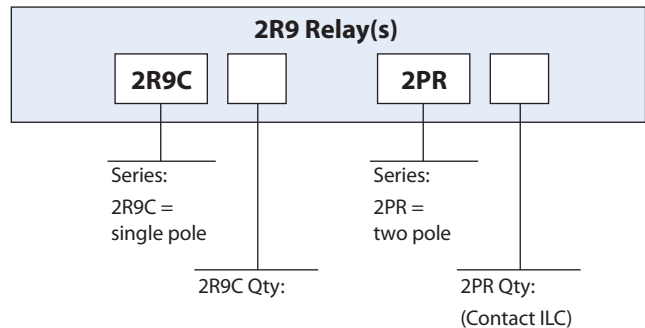 2R9 Relay(s)
2R9C 2PR
Series:
2R9C =
single pole
Series:
2PR =
two pole
2R9C Qty:
2PR Qty:
(Contact ILC)